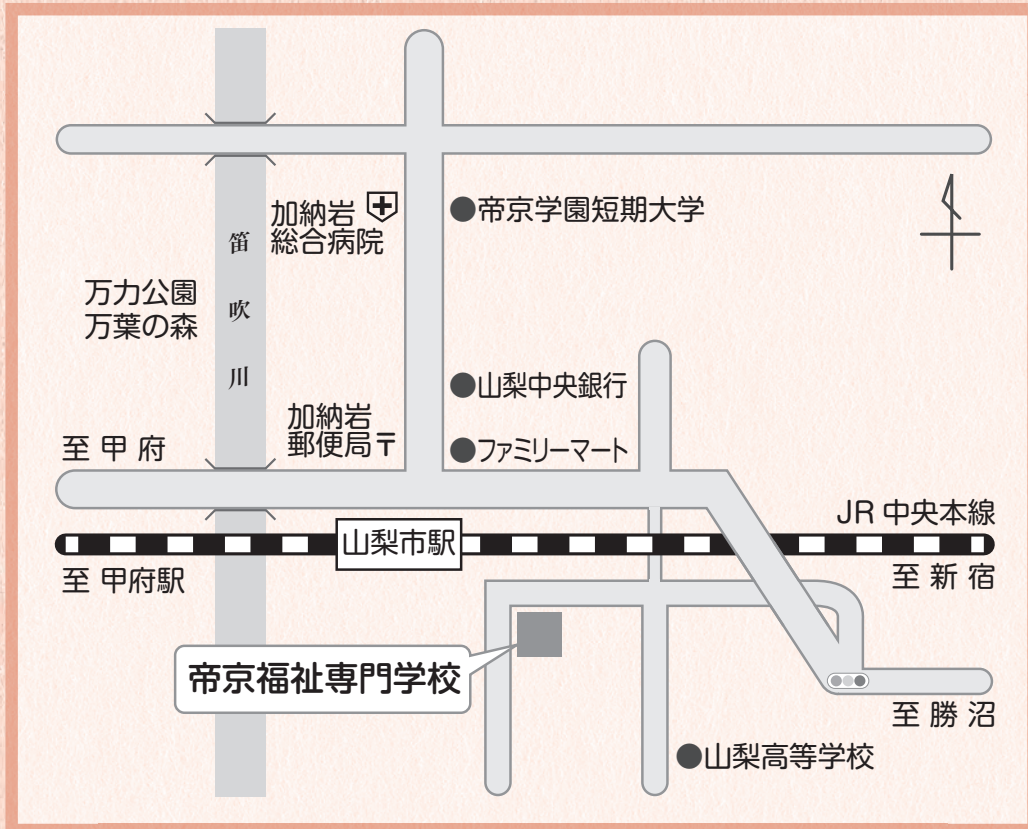 加納岩
総合病院
帝京学園短期大学
笛吹川
万力公園
万葉の森
山梨中央銀行
加納岩
郵便局〒
ファミリーマート
至 甲 府
JR 中央本線
山梨市駅
至 甲府駅
至 新 宿
帝京福祉専門学校
至 勝 沼
山梨高等学校